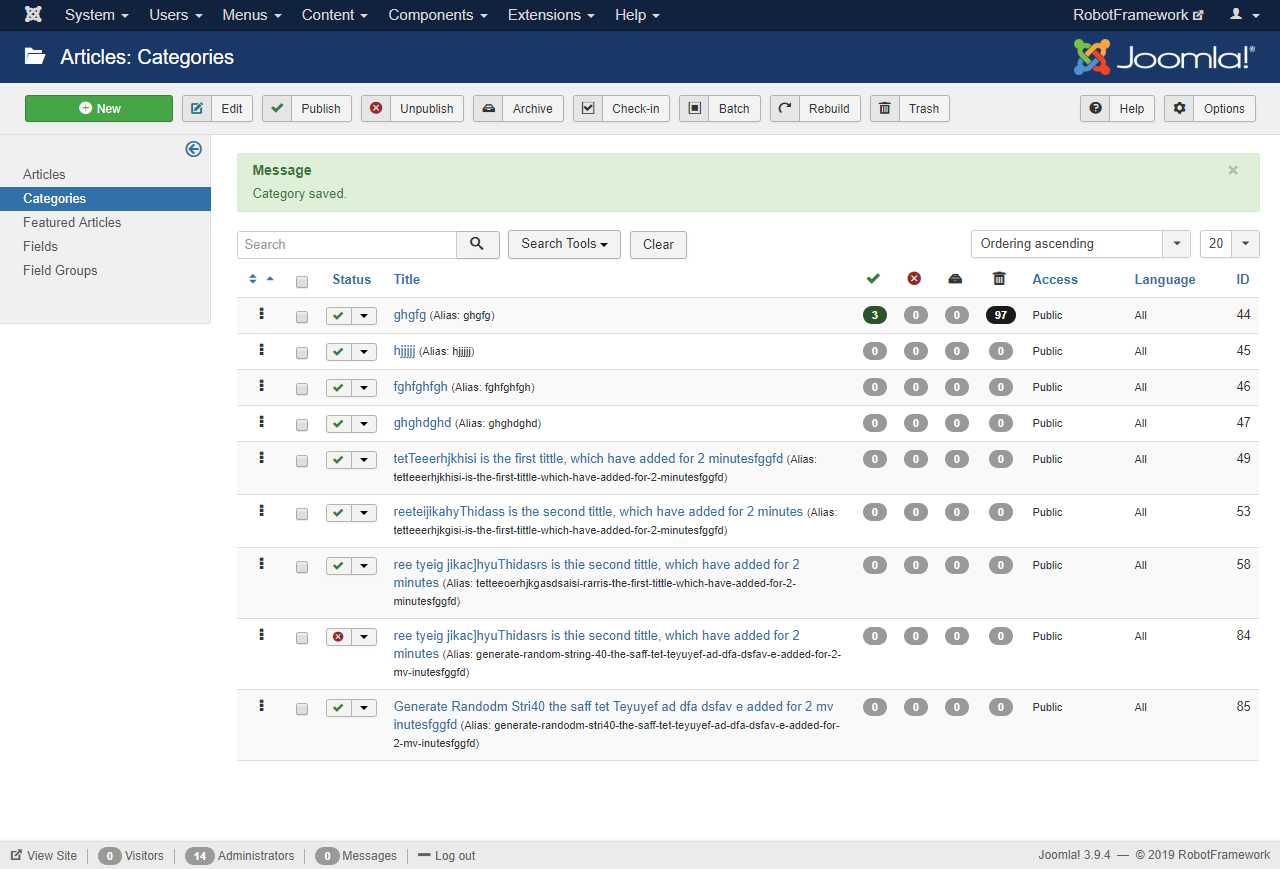 System Users Menus Content Components Extensions Help RobotFramework
Articles: Categories Joomla!®
New Edit Publish Unpublish Archive Check-in Batch Rebuild Trash Help Options
Articles
Categories
Featured Articles
Fields
Field Groups
Message ×
Category saved.
Search Search Tools Clear Ordering ascending 20
Status Title Access Language ID
ghgfg (Alias: ghgfg) 3 0 0 97 Public All 44
hjjjjj (Alias: hjjjjj) 0 0 0 0 Public All 45
fghfghfgh (Alias: fghfghfgh) 0 0 0 0 Public All 46
ghghdghd (Alias: ghghdghd) 0 0 0 0 Public All 47
tetTeeerhjkhisi is the first tittle, which have added for 2 minutesfggfd (Alias: 0 0 0 0 Public All 49
tetteeerhjkhisi-is-the-first-tittle-which-have-added-for-2-minutesfggfd)
reeteijikahyThidass is the second tittle, which have added for 2 minutes (Alias: 0 0 0 0 Public All 53
tetteeerhjkgisi-is-the-first-tittle-which-have-added-for-2-minutesfggfd)
ree tyeig jikac]hyuThidasrs is thie second tittle, which have added for 2 0 0 0 0 Public All 58
minutes (Alias: tetteeoerhjkgasdsaisi-rarris-the-first-tittle-which-have-added-for-2-
minutesfggfd)
ree tyeig jikac]hyuThidasrs is thie second tittle, which have added for 2 0 0 0 0 Public All 84
minutes (Alias: generate-random-string-40-the-saff-tet-teyuyef-ad-dfa-dsfav-e-added-for-2-
mv-inutesfggfd)
Generate Randodm Stri40 the saff tet Teyuyef ad dfa dsfav e added for 2 mv 0 0 0 0 Public All 85
inutesfggfd (Alias: generate-randodm-stri40-the-saff-tet-teyuyef-ad-dfa-dsfav-e-added-for-
2-mv-inutesfggfd)
View Site 0 Visitors 14 Administrators 0 Messages Log out Joomla! 3.9.4 — © 2019 RobotFramework